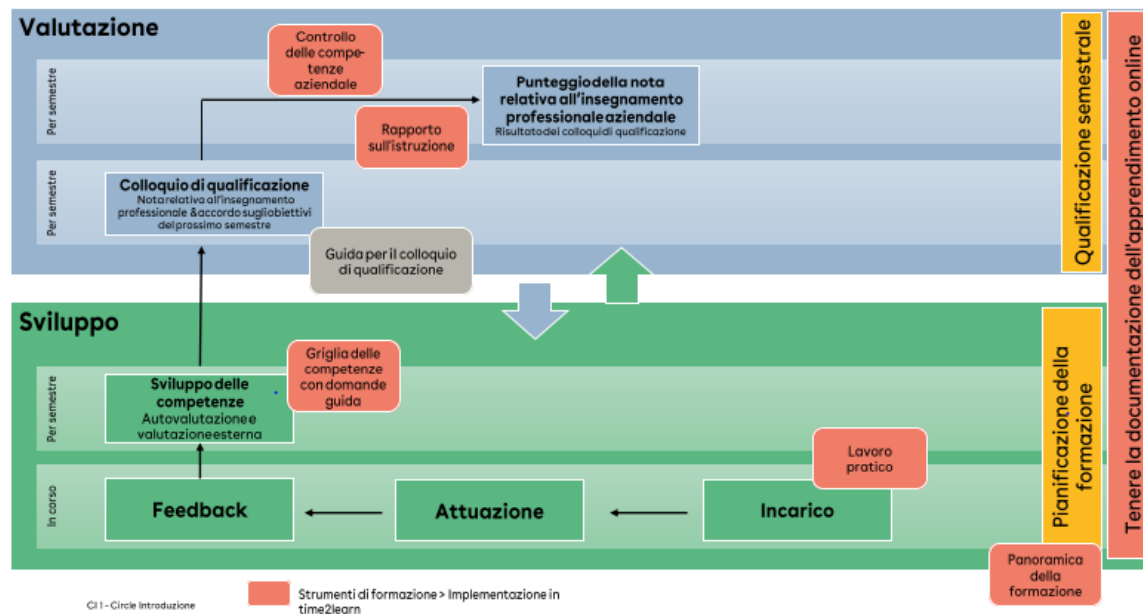 Valutazione
Per semestre
Controllo
delle compe-
tenze
aziendale
Punteggio della nota
relativa all'insegnamento
professionale aziendale
Risultato dei colloqui di qualificazione
Rapporto
sull'istruzione
Per semestre
Colloquio di qualificazione
Nota relativa all'insegnamento
professionale & accordo sugli obiettivi
del prossimo semestre
Guida per il colloquio
di qualificazione
Qualificazione semestrale
Tenere la documentazione dell'apprendimento online
Sviluppo
Per semestre
Sviluppo delle
competenze
Autovalutazione e
valutazione esterna
Griglia delle
competenze
con domande
guida
In corso
Feedback
Attuazione
Incarico
Lavoro
pratico
Pianificazione della
formazione
Panoramica
della
formazione
CI 1 – Circle Introduzione
Strumenti di formazione > Implementazione in
time2learn